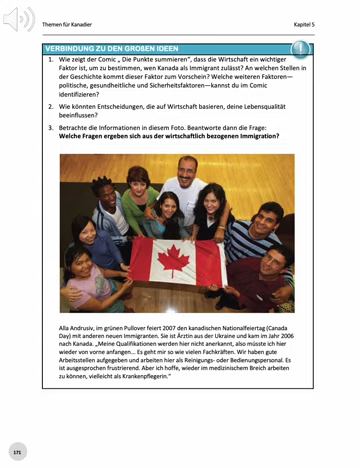 Themen für Kanadier
Kapitel 5
VERBINDUNG ZU DEN GROßEN IDEEN
1. Wie zeigt der Comic „ Die Punkte summieren“, dass die Wirtschaft ein wichtiger
Faktor ist, um zu bestimmen, wen Kanada als Immigrant zulässt? An welchen Stellen in
der Geschichte kommt dieser Faktor zum Vorschein? Welche weiteren Faktoren—
politische, gesundheitliche und Sicherheitsfaktoren—kannst du im Comic
identifizieren?
2. Wie könnten Entscheidungen, die auf Wirtschaft basieren, deine Lebensqualität
beeinflussen?
3. Betrachte die Informationen in diesem Foto. Beantworte dann die Frage:
Welche Fragen ergeben sich aus der wirtschaftlich bezogenen Immigration?
Alla Andrusiv, im grünen Pullover feiert 2007 den kanadischen Nationalfeiertag (Canada
Day) mit anderen neuen Immigranten. Sie ist Ärztin aus der Ukraine und kam im Jahr 2006
nach Kanada. „Meine Qualifikationen werden hier nicht anerkannt, also müsste ich hier
wieder von vorne anfangen... Es geht mir so wie vielen Fachkräften. Wir haben gute
Arbeitsstellen aufgegeben und arbeiten hier als Reinigungs- oder Bedienungspersonal. Es
ist ausgesprochen frustrierend. Aber ich hoffe, wieder im medizinischem Breich arbeiten
zu können, vielleicht als Krankenpflegerin.“
171